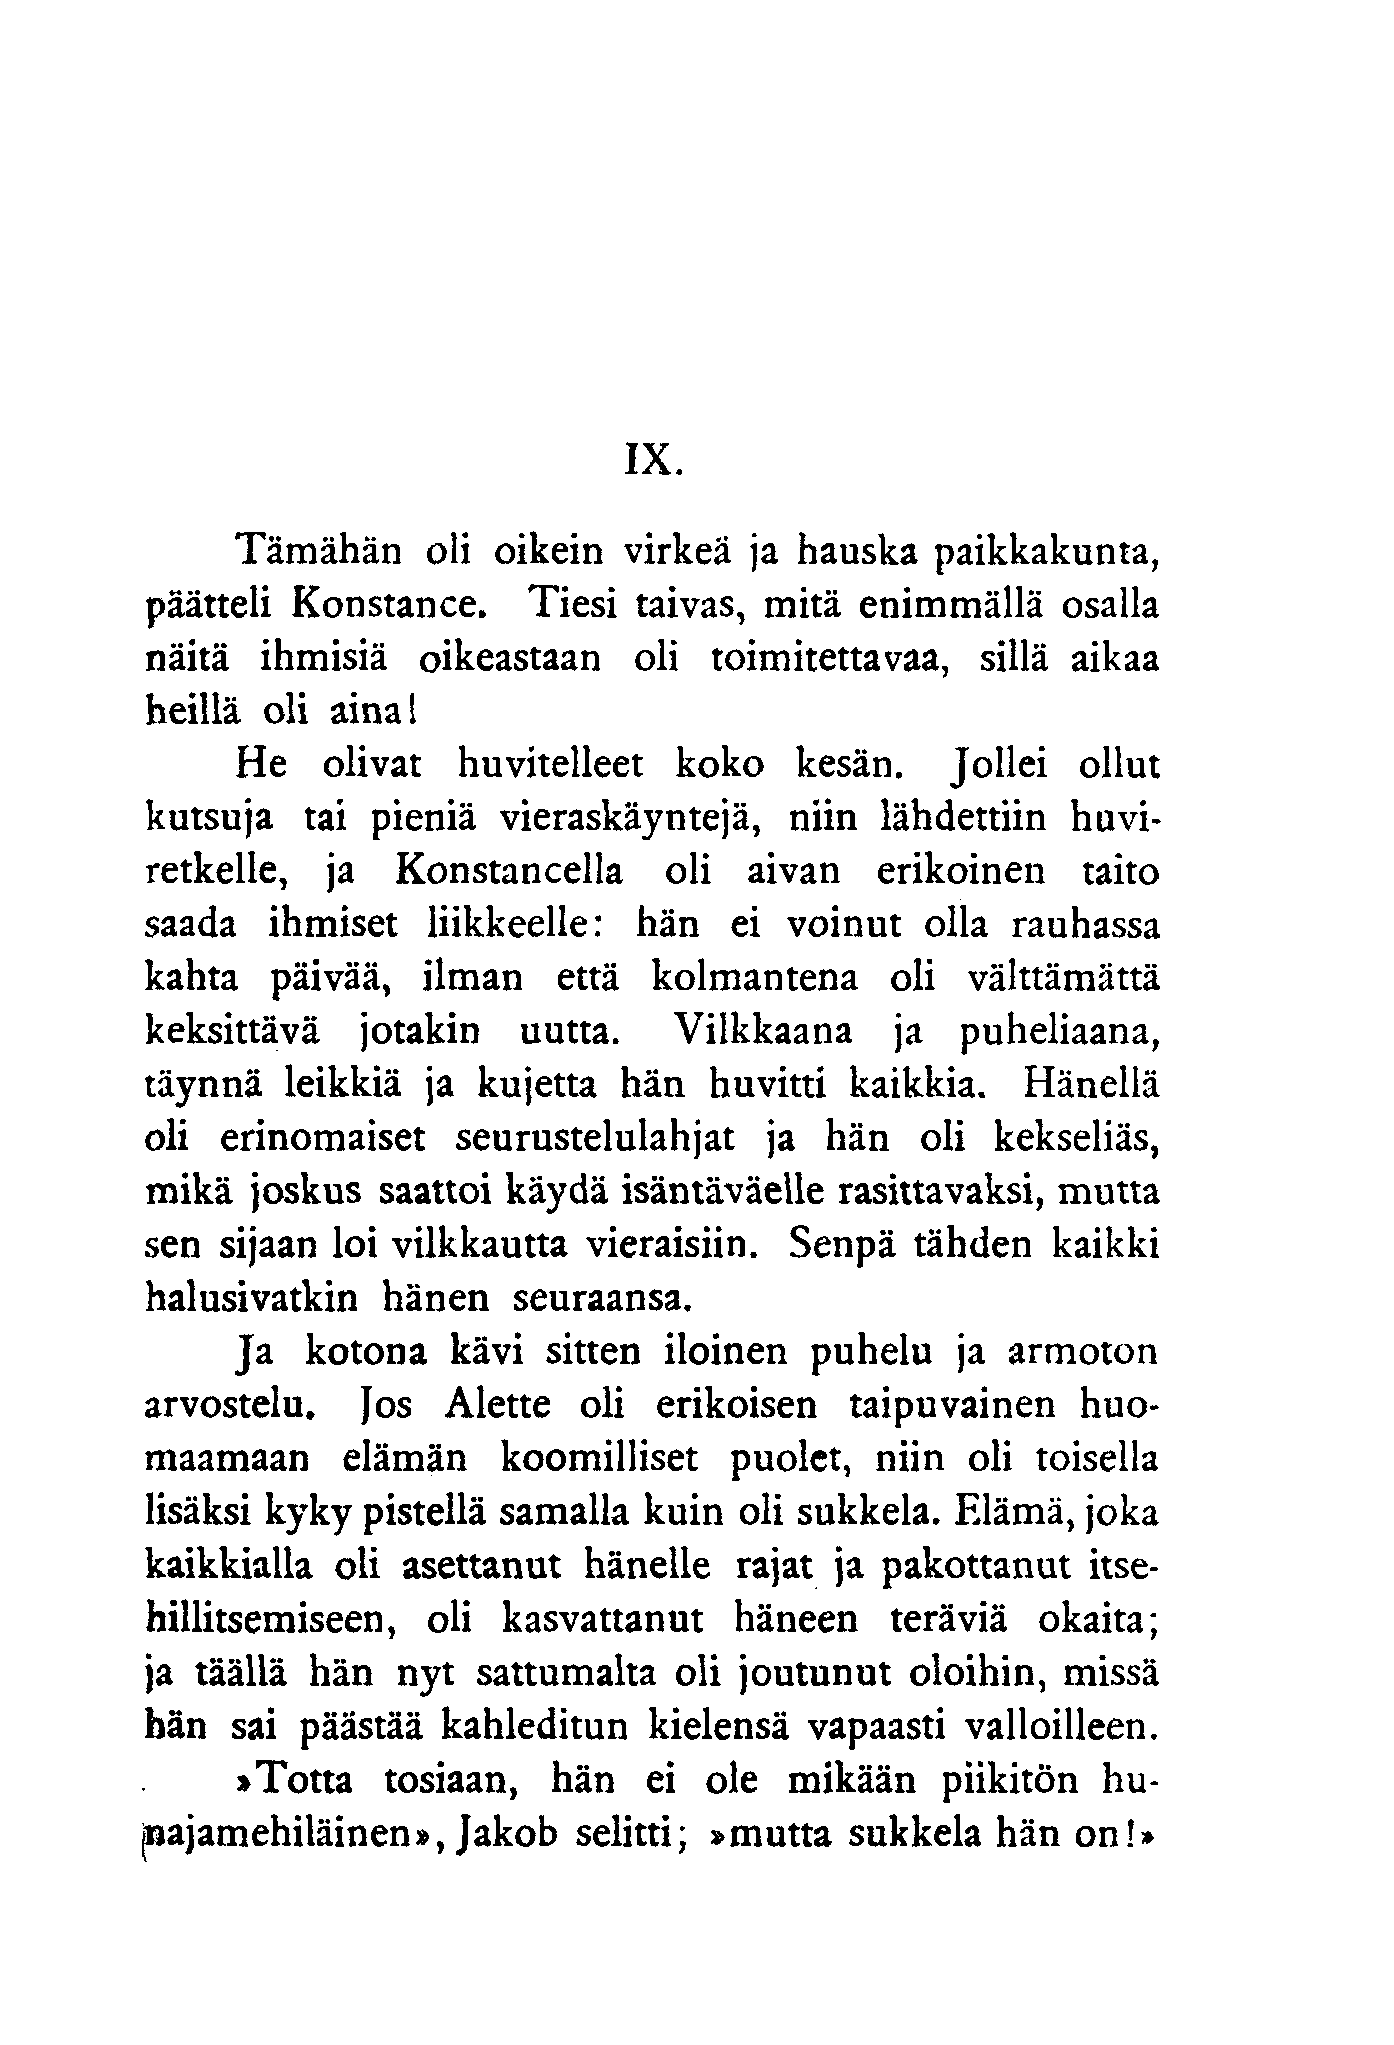 IX.
Tämähän oli oikein virkeä ja hauska paikkakunta,
päätteli Konstance. Tiesi taivas, mitä enimmällä osalla
näitä ihmisiä oikeastaan oli toimitettavaa, sillä aikaa
heillä oli aina!
He olivat huvitelleet koko kesän. Jollei ollut
kutsuja tai pieniä vieraskäyntejä, niin lähdettiin huvi-
retkelle, ja Konstancella oli aivan erikoinen taito
saada ihmiset liikkeelle: hän ei voinut olla rauhassa
kahta päivää, ilman että kolmantena oli välttämättä
keksittävä jotakin uutta. Vilkkaana ja puheliaana,
täynnä leikkiä ja kujetta hän huvitti kaikkia. Hänellä
oli erinomaiset seurustelulahjat ja hän oli kekseliäs,
mikä joskus saattoi käydä isäntäväelle rasittavaksi, mutta
sen sijaan loi vilkkautta vieraisiin. Senpä tähden kaikki
halusivatkin hänen seuraansa.
Ja kotona kävi sitten iloinen puhelu ja armoton
arvostelu. Jos Alette oli erikoisen taipuvainen huo-
maamaan elämän koomilliset puolet, niin oli toisella
lisäksi kyky pistellä samalla kuin oli sukkela. Elämä, joka
kaikkialla oli asettanut hänelle rajat ja pakottanut itse-
hillitsemiseen, oli kasvattanut häneen teräviä okaita;
ja täällä hän nyt sattumalta oli joutunut oloihin, missä
hän sai päästää kahleditun kielensä vapaasti valloilleen.
»Totta tosiaan, hän ei ole mikään piikitön hu-
najamehiläinen», Jakob selitti; »mutta sukkela hän on!»